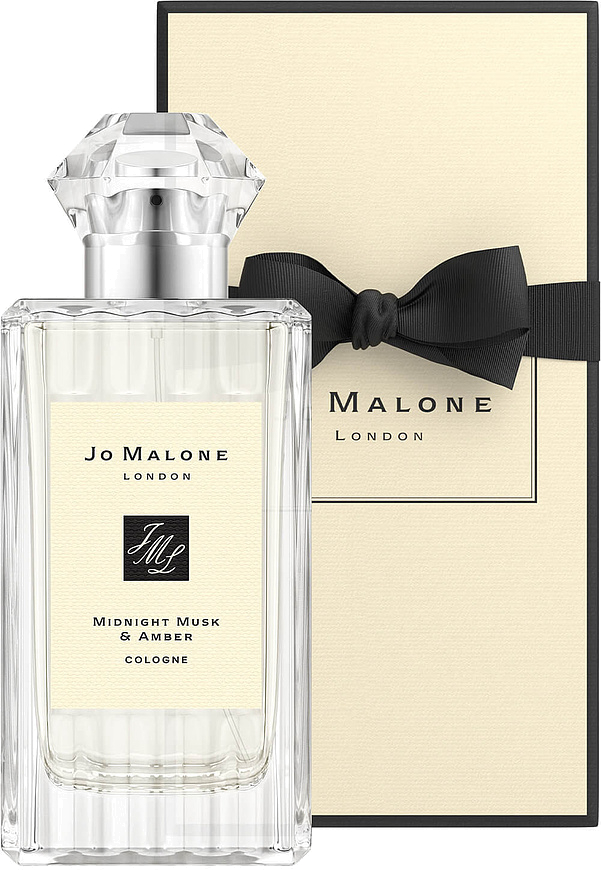 JO MALONE
LONDON
JML
MIDNIGHT MUSK
& AMBER
COLOGNE
MALONE
LONDON